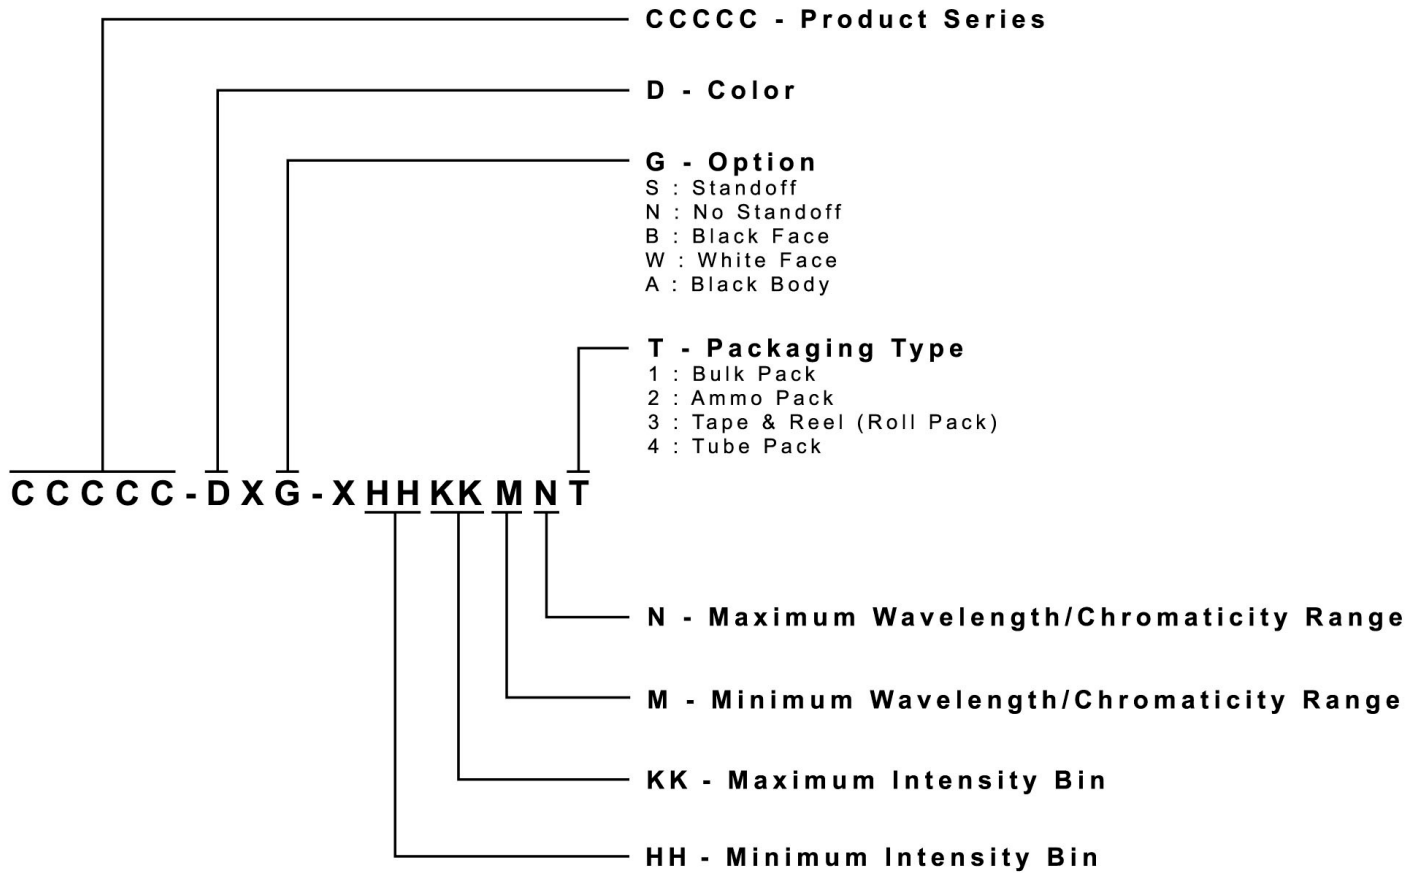 CCCCC - Product Series
D - Color
G - Option
S : Standoff
N : No Standoff
B : Black Face
W : White Face
A : Black Body
T - Packaging Type
1 : Bulk Pack
2 : Ammo Pack
3 : Tape & Reel (Roll Pack)
4 : Tube Pack
CCCCC-DXG-XHHKKMNT
N - Maximum Wavelength/Chromaticity Range
M - Minimum Wavelength/Chromaticity Range
KK - Maximum Intensity Bin
HH - Minimum Intensity Bin